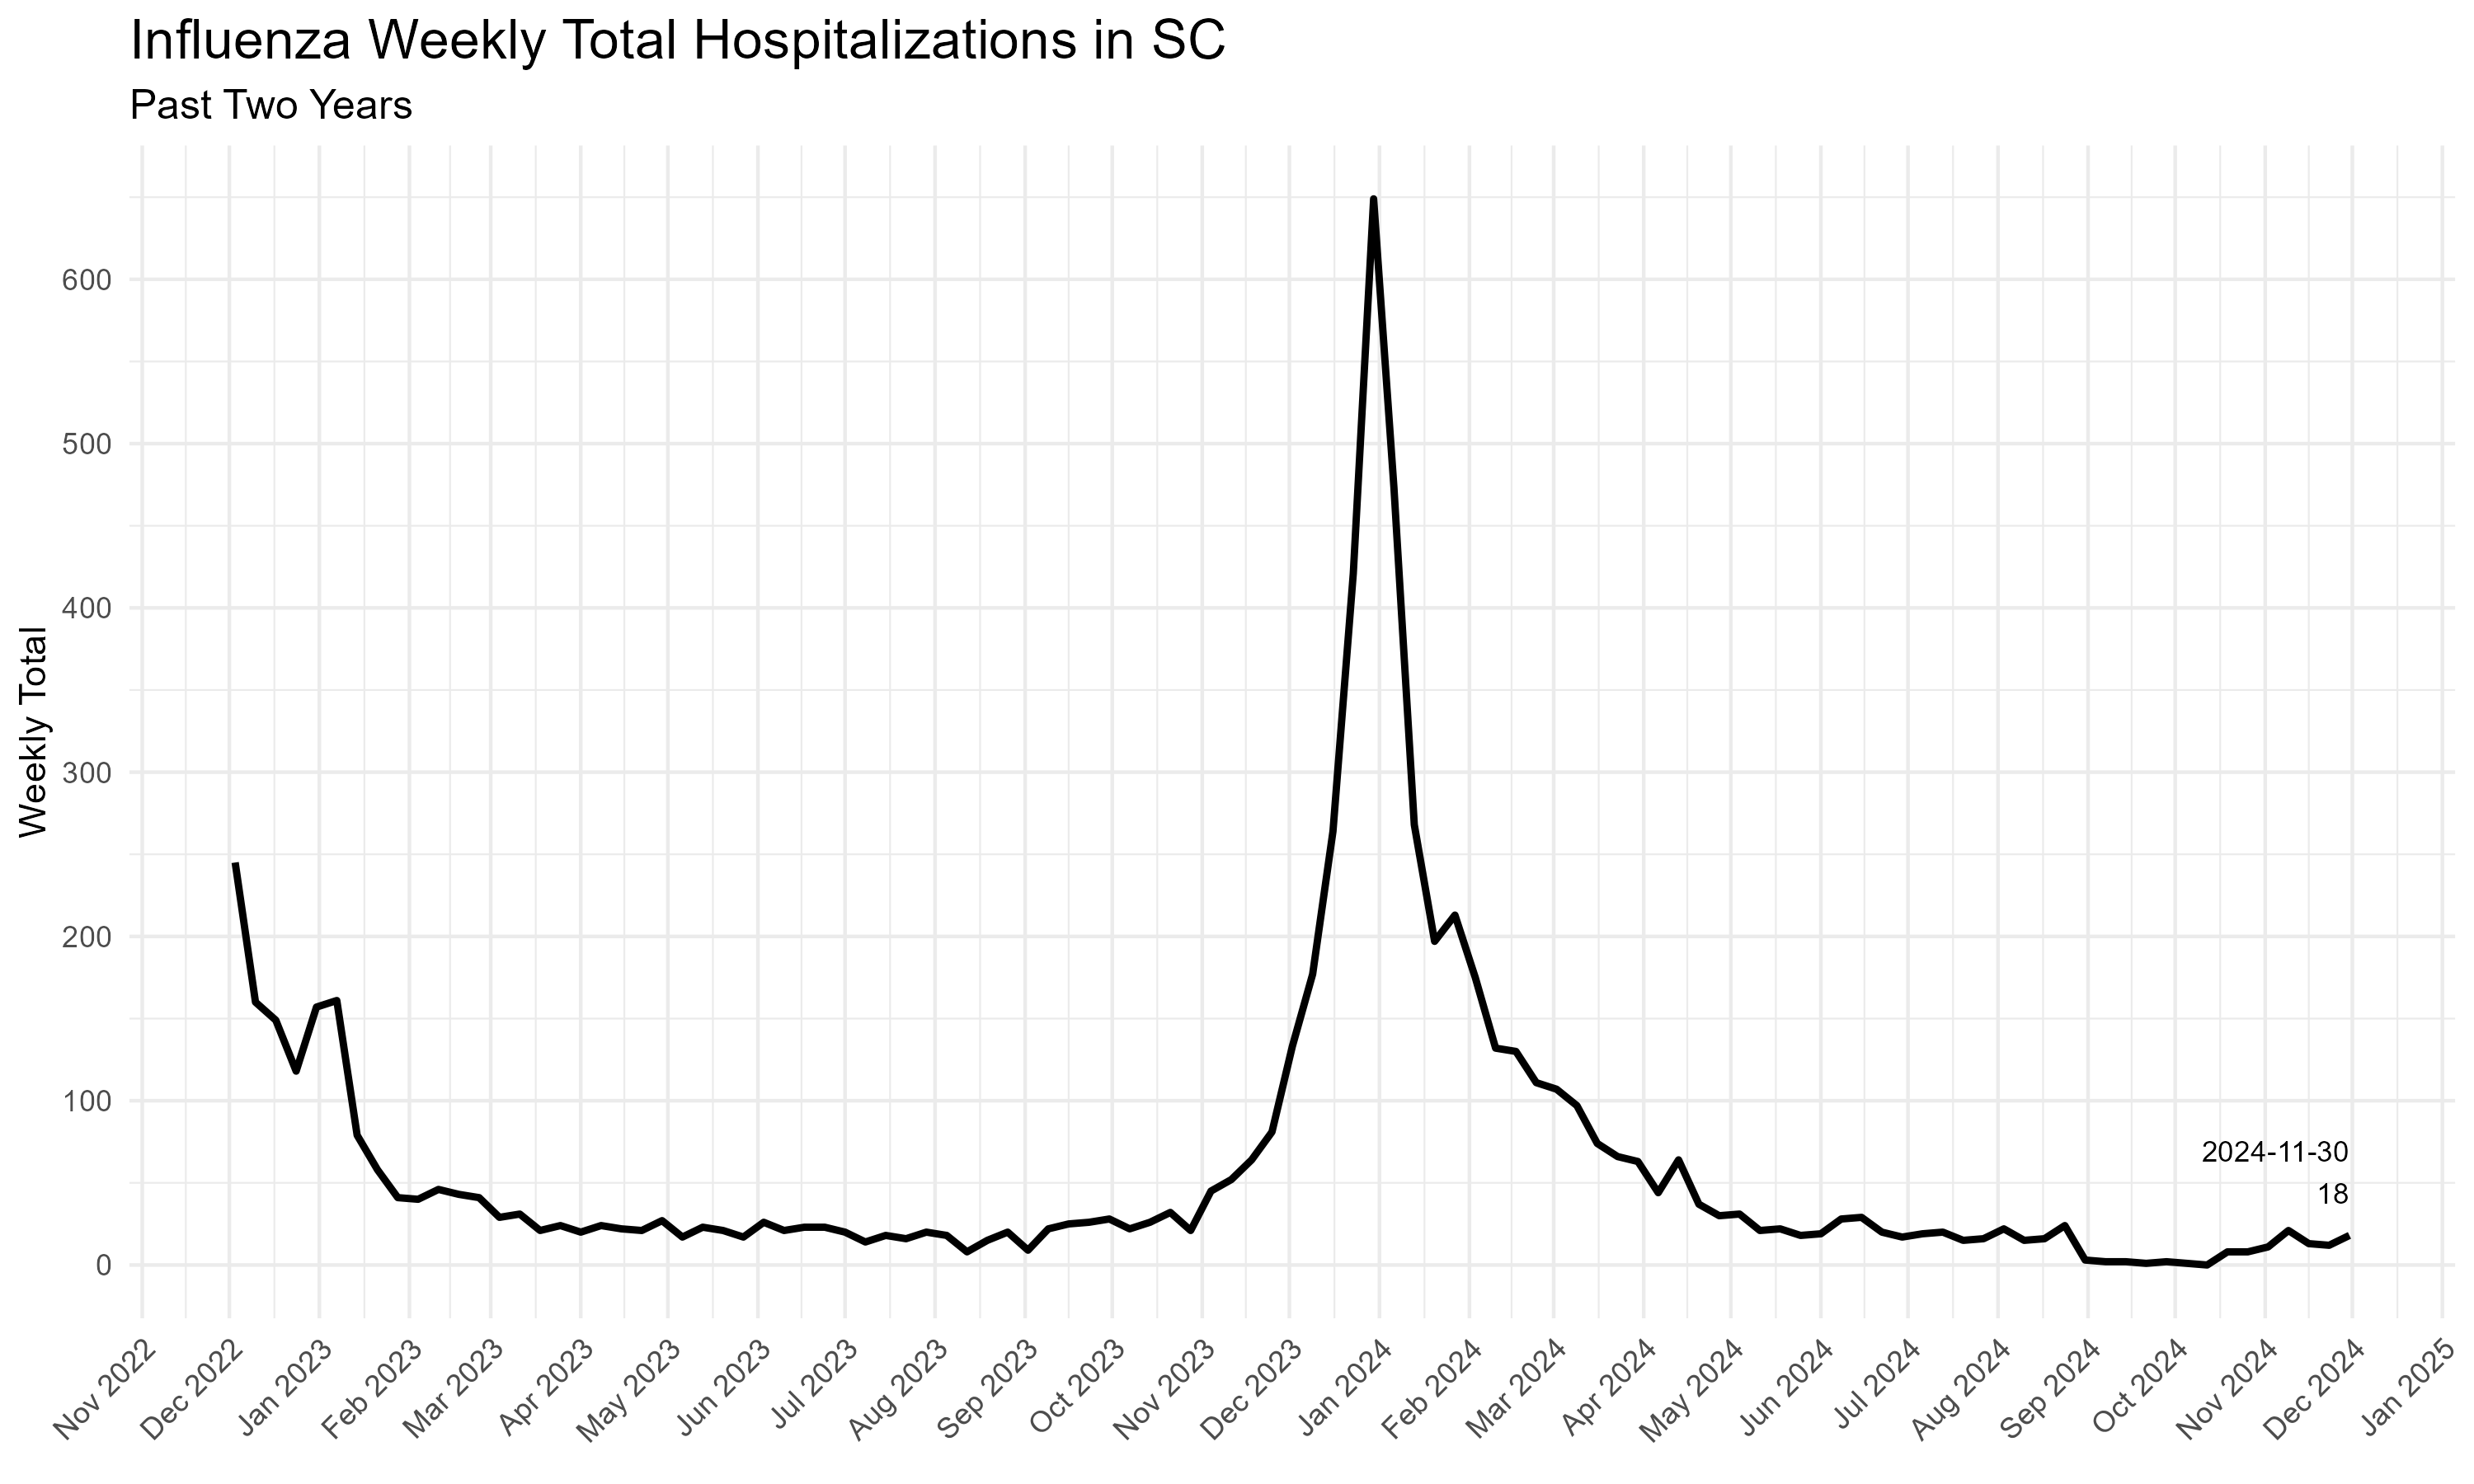 Influenza Weekly Total Hospitalizations in SC
Past Two Years
Weekly Total
600
500
400
300
200
100
0
2024-11-30
18
Nov 2022
Dec 2022
Jan 2023
Feb 2023
Mar 2023
Apr 2023
May 2023
Jun 2023
Jul 2023
Aug 2023
Sep 2023
Oct 2023
Nov 2023
Dec 2023
Jan 2024
Feb 2024
Mar 2024
Apr 2024
May 2024
Jun 2024
Jul 2024
Aug 2024
Sep 2024
Oct 2024
Nov 2024
Dec 2024
Jan 2025